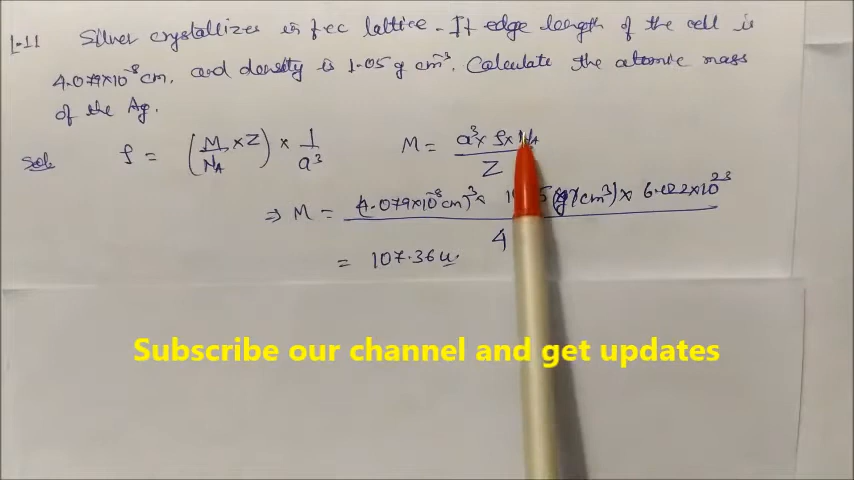 1.11 Silver crystallizes in fcc lattice. If edge length of the cell is
4.079×10⁻⁸ cm. and density is 1.05 g cm⁻³. Calculate the atomic mass
of the Ag.
Sol ρ = (M/N_A × Z) × 1/a³ M = a³ × ρ × N_A / Z
⇒ M = (4.079×10⁻⁸ cm)³ × (g/cm³) × 6.022×10²³ / 4
= 107.36 u.
Subscribe our channel and get updates